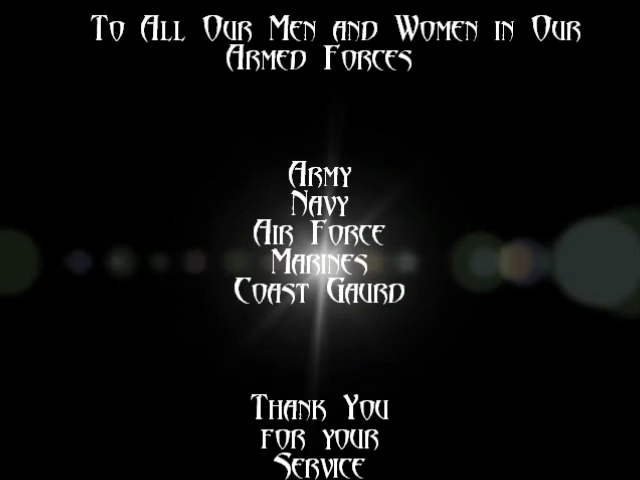 To All Our Men and Women in Our
Armed Forces
Army
Navy
Air Force
Marines
Coast Gaurd
Thank You
for your
Service